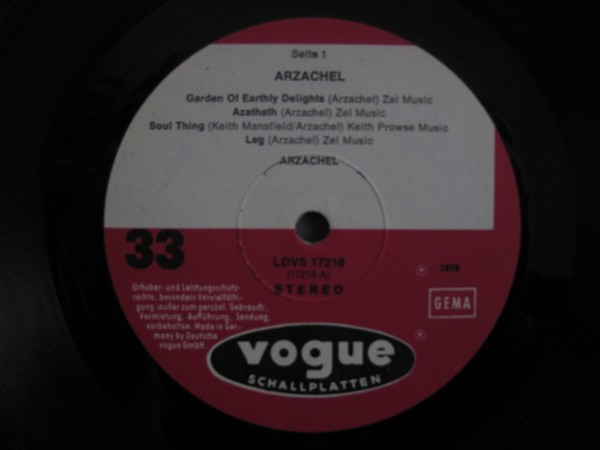 Seite 1
ARZACHEL
Garden Of Earthly Delights (Arzachel) Zel Music
Azathath (Arzachel) Zel Music
Soul Thing (Keith Mansfield/Arzachel) Keith Prowse Music
Leg (Arzachel) Zel Music
ARZACHEL
33
LDVS 17218
(17218 A)
STEREO
Ⓟ 1976
GEMA
Urheber- und Leistungsschutz-
rechte, besonders Vervielfälti-
gung (außer zum persönl. Gebrauch),
Vermietung, Aufführung, Sendung,
vorbehalten. Made in Ger-
many by Deutsche
vogue GmbH.
®
vogue
SCHALLPLATTEN